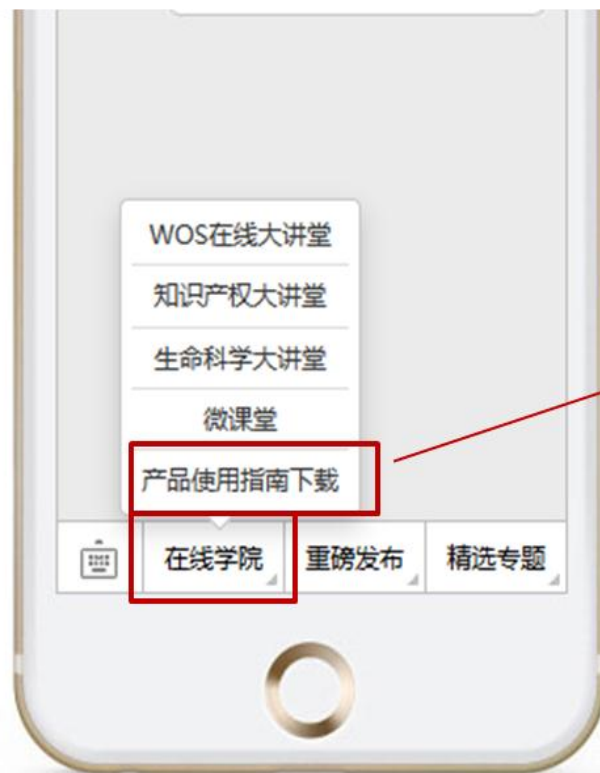 WOS在线大讲堂
知识产权大讲堂
生命科学大讲堂
微课堂
产品使用指南下载
在线学院 重磅发布 精选专题